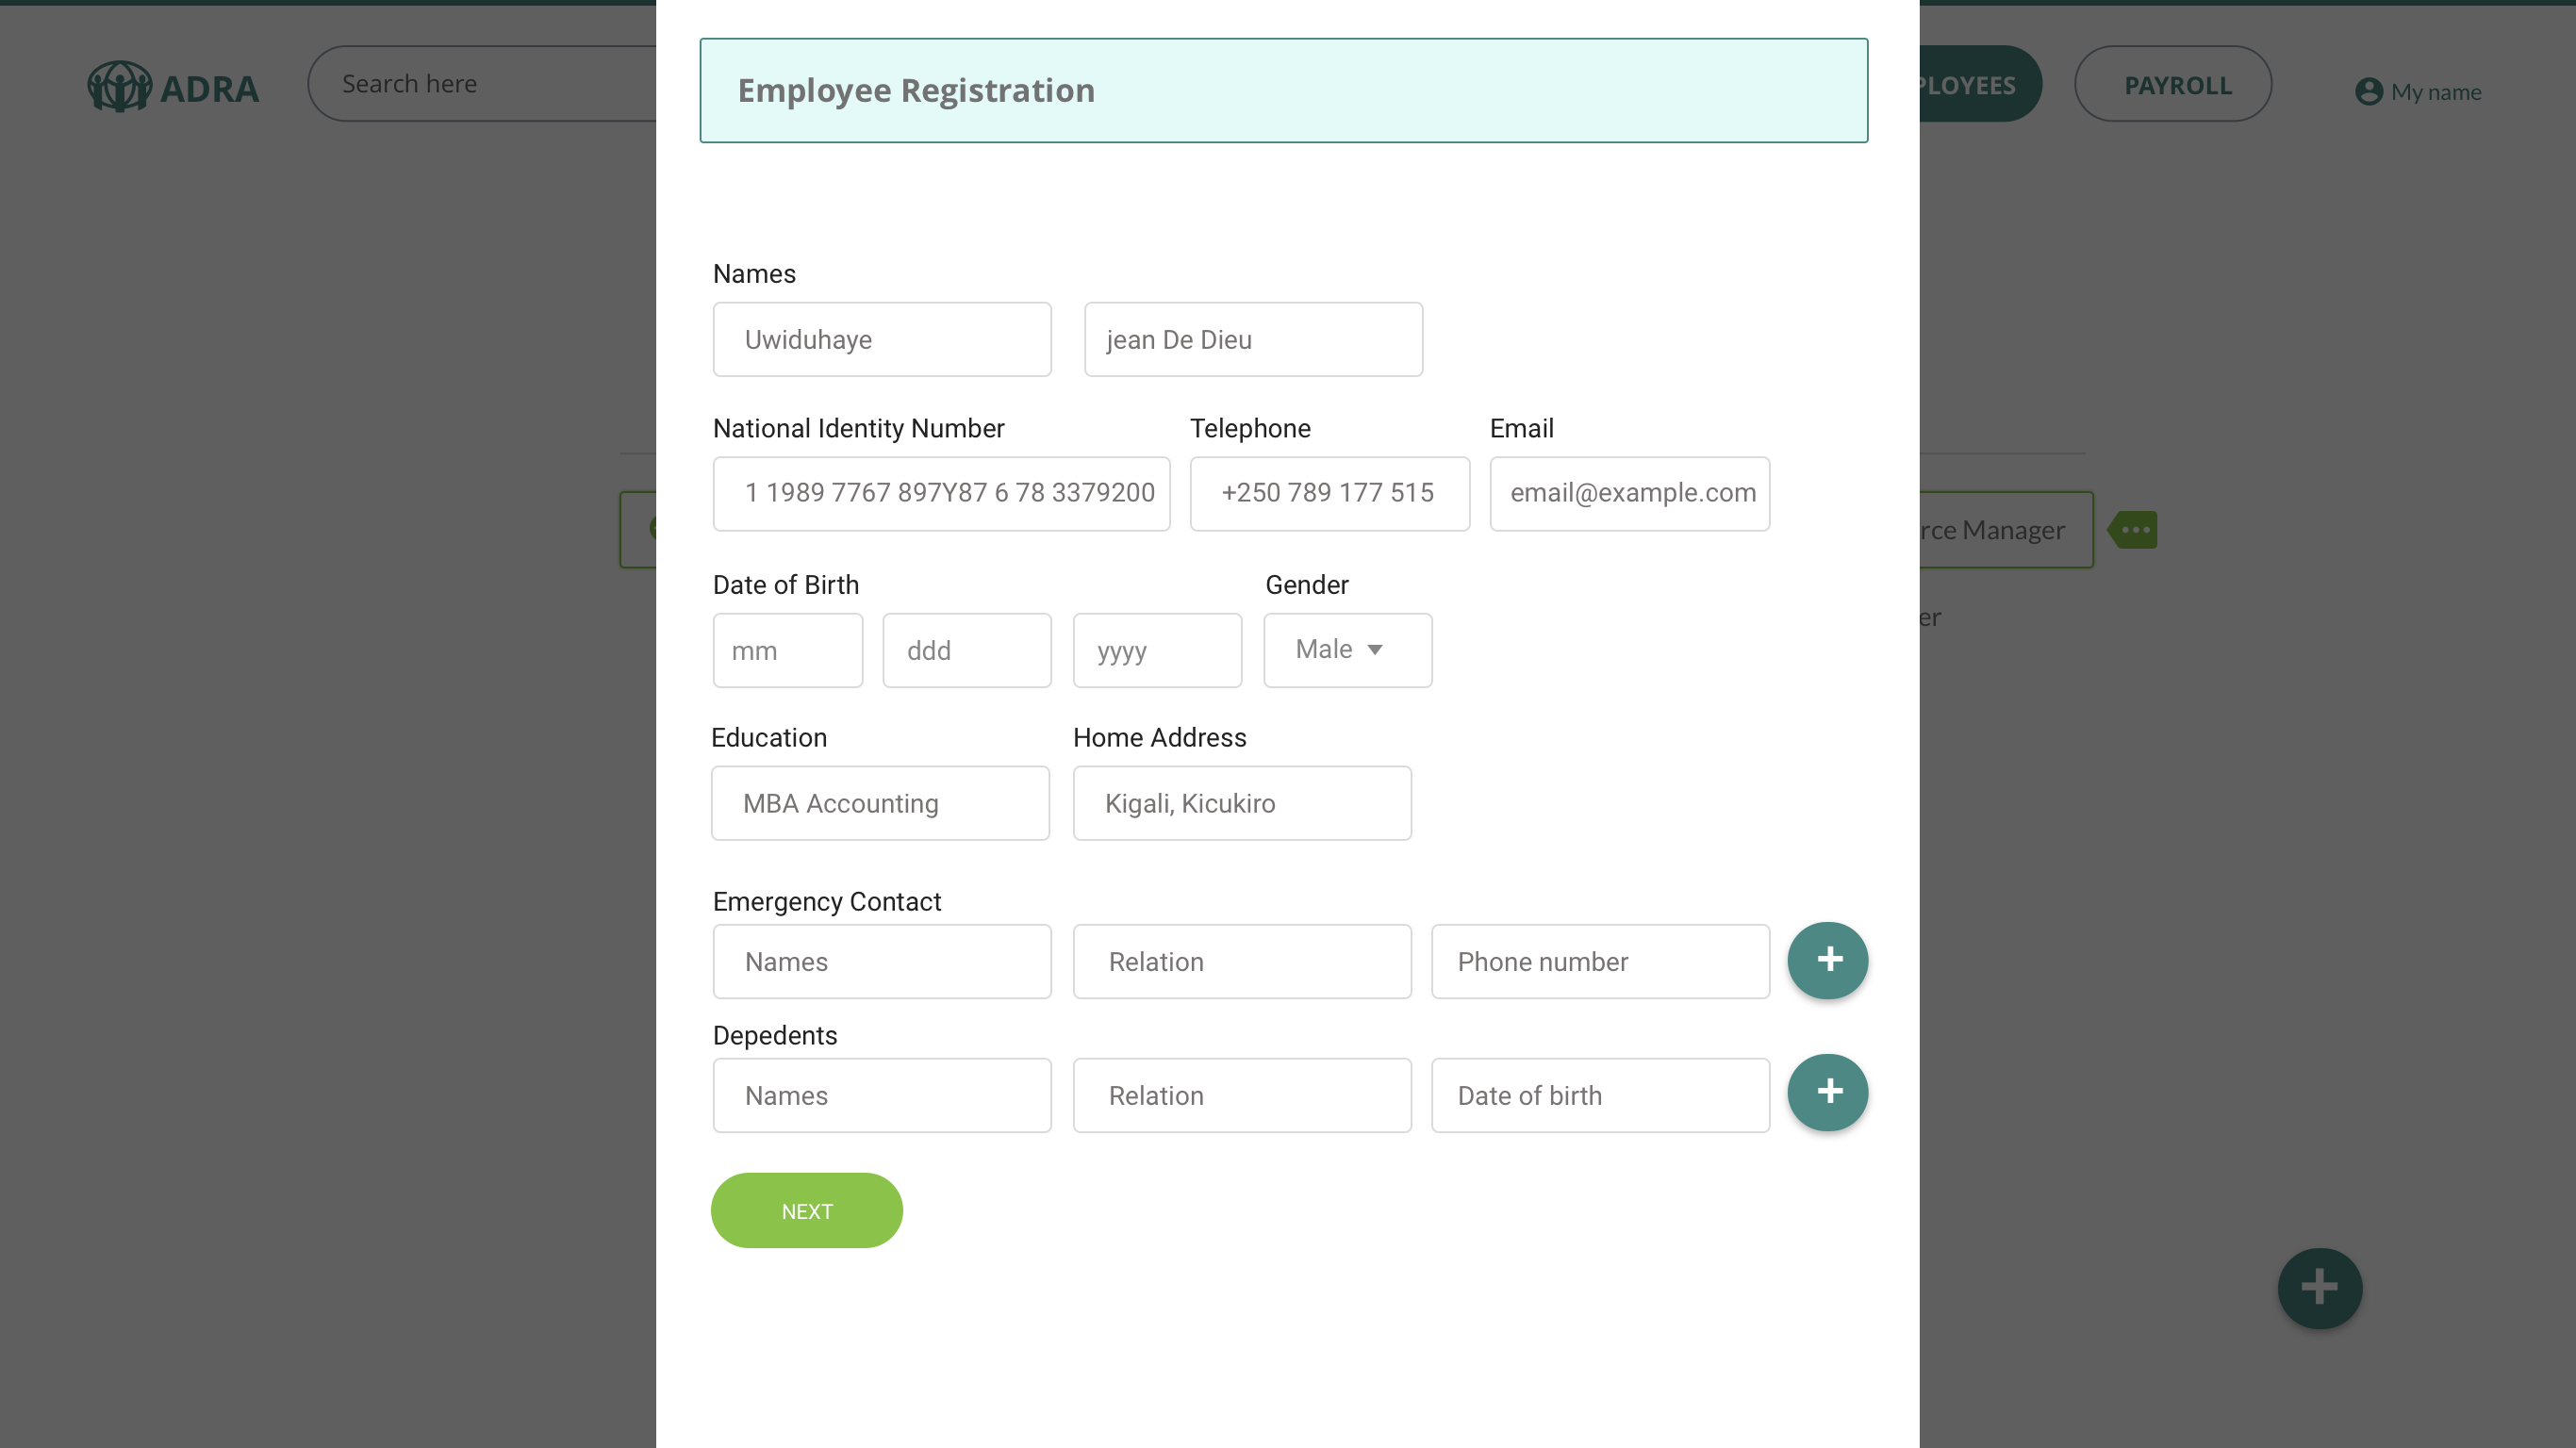 ADRA
Search here
PLOYEES
PAYROLL
My name
Employee Registration
Names
Uwiduhaye
jean De Dieu
National Identity Number
Telephone
Email
1 1989 7767 897Y87 6 78 3379200
+250 789 177 515
email@example.com
rce Manager
Date of Birth
Gender
er
mm
ddd
yyyy
Male
Education
Home Address
MBA Accounting
Kigali, Kicukiro
Emergency Contact
Names
Relation
Phone number
Depedents
Names
Relation
Date of birth
NEXT